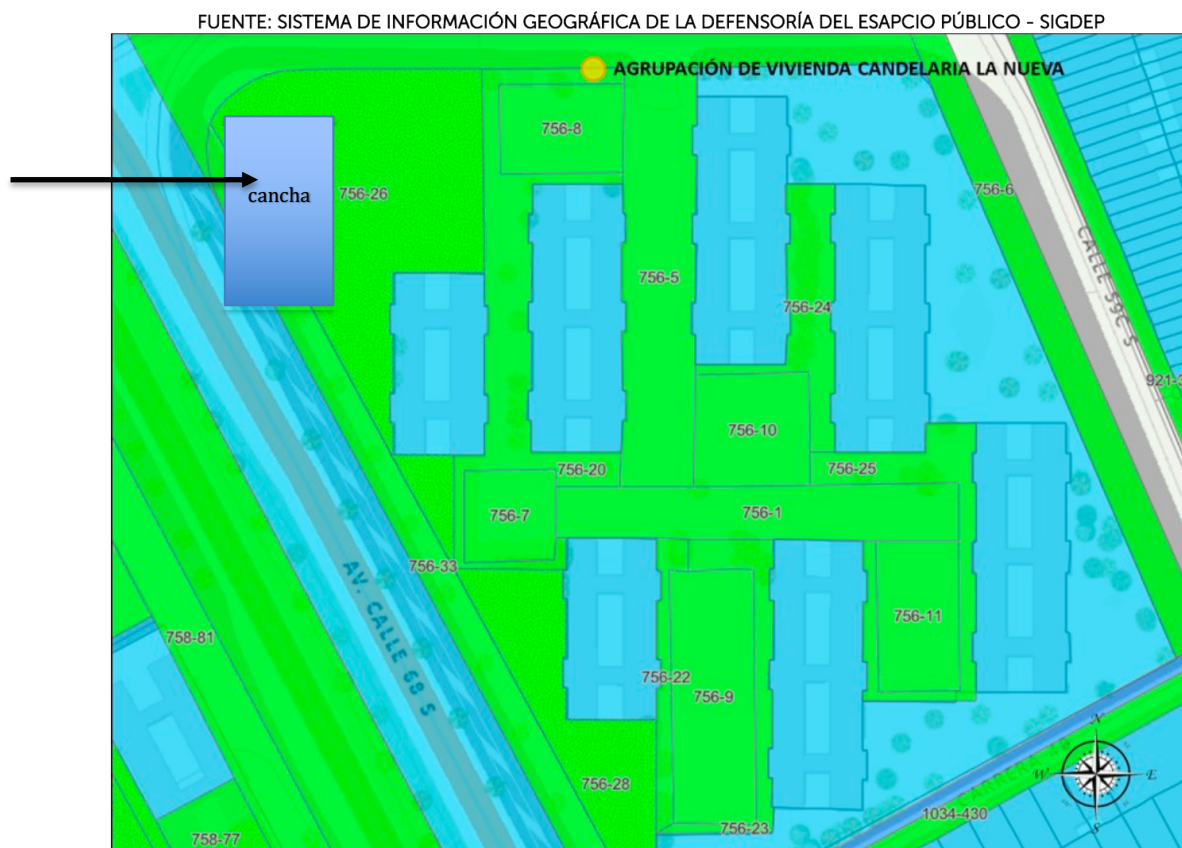 FUENTE: SISTEMA DE INFORMACIÓN GEOGRÁFICA DE LA DEFENSORÍA DEL ESAPCIO PÚBLICO - SIGDEP
AGRUPACIÓN DE VIVIENDA CANDELARIA LA NUEVA
756-8
cancha
756-26
756-6
CALLE 59C S
756-5
756-24
921-3
756-10
756-20
756-25
756-7
756-1
756-33
AV. CALLE 68 S
758-81
756-11
756-22
756-9
N
W
E
S
CARRERA
756-28
1034-430
756-23
758-77